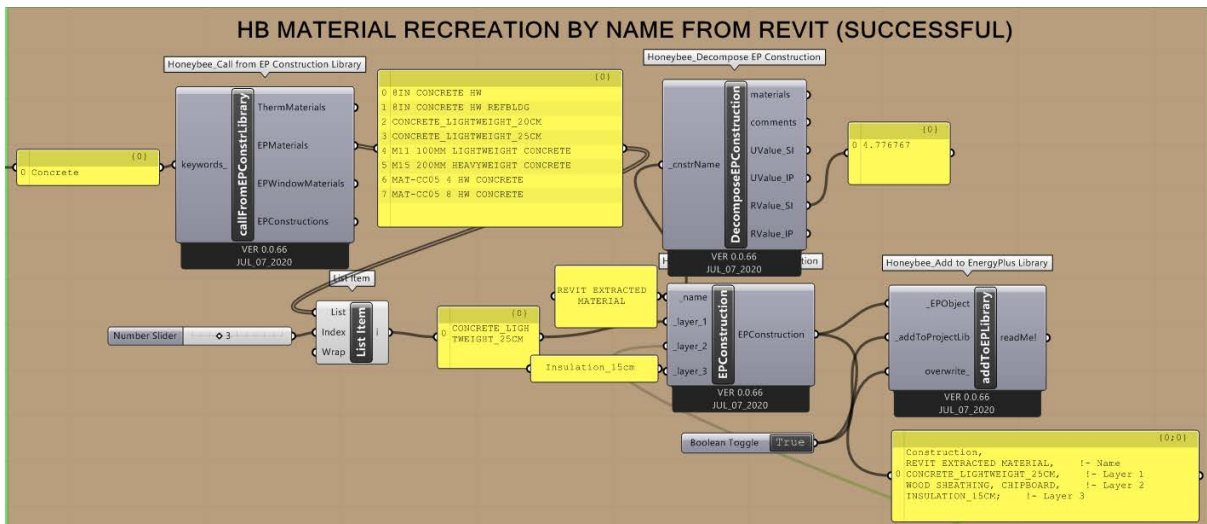 HB MATERIAL RECREATION BY NAME FROM REVIT (SUCCESSFUL)
Honeybee_Call from EP Construction Library
{0}
0 Concrete
keywords_
callFromEPConstrLibrary
ThermMaterials
EPMaterials
EPWindowMaterials
EPConstructions
VER 0.0.66
JUL_07_2020
{0}
0 8IN CONCRETE HW
1 8IN CONCRETE HW REFBLDG
2 CONCRETE_LIGHTWEIGHT_20CM
3 CONCRETE_LIGHTWEIGHT_25CM
4 M11 100MM LIGHTWEIGHT CONCRETE
5 M15 200MM HEAVYWEIGHT CONCRETE
6 MAT-CC05 4 HW CONCRETE
7 MAT-CC05 8 HW CONCRETE
Honeybee_Decompose EP Construction
_cnstrName
DecomposeEPConstruction
materials
comments
UValue_SI
UValue_IP
RValue_SI
RValue_IP
VER 0.0.66
JUL_07_2020
{0}
0 4.776767
List Item
List
Index
Wrap
List Item
i
Number Slider
3
{0}
0 CONCRETE_LIGH
TWEIGHT_25CM
REVIT EXTRACTED
MATERIAL
Insulation_15cm
_name
_layer_1
_layer_2
_layer_3
EPConstruction
EPConstruction
VER 0.0.66
JUL_07_2020
Boolean Toggle
True
Honeybee_Add to EnergyPlus Library
_EPObject
_addToProjectLib
overwrite_
addToEPLibrary
readMe!
VER 0.0.66
JUL_07_2020
{0;0}
Construction,
REVIT EXTRACTED MATERIAL, !- Name
0 CONCRETE_LIGHTWEIGHT_25CM, !- Layer 1
WOOD SHEATHING, CHIPBOARD, !- Layer 2
INSULATION_15CM; !- Layer 3